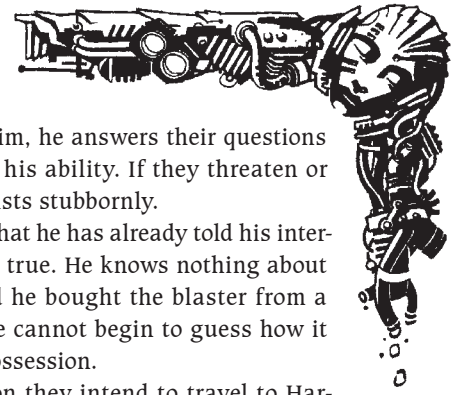 im, he answers their questions
his ability. If they threaten or
sts stubbornly.
hat he has already told his inter-
true. He knows nothing about
d he bought the blaster from a
e cannot begin to guess how it
ossession.
on they intend to travel to Har-